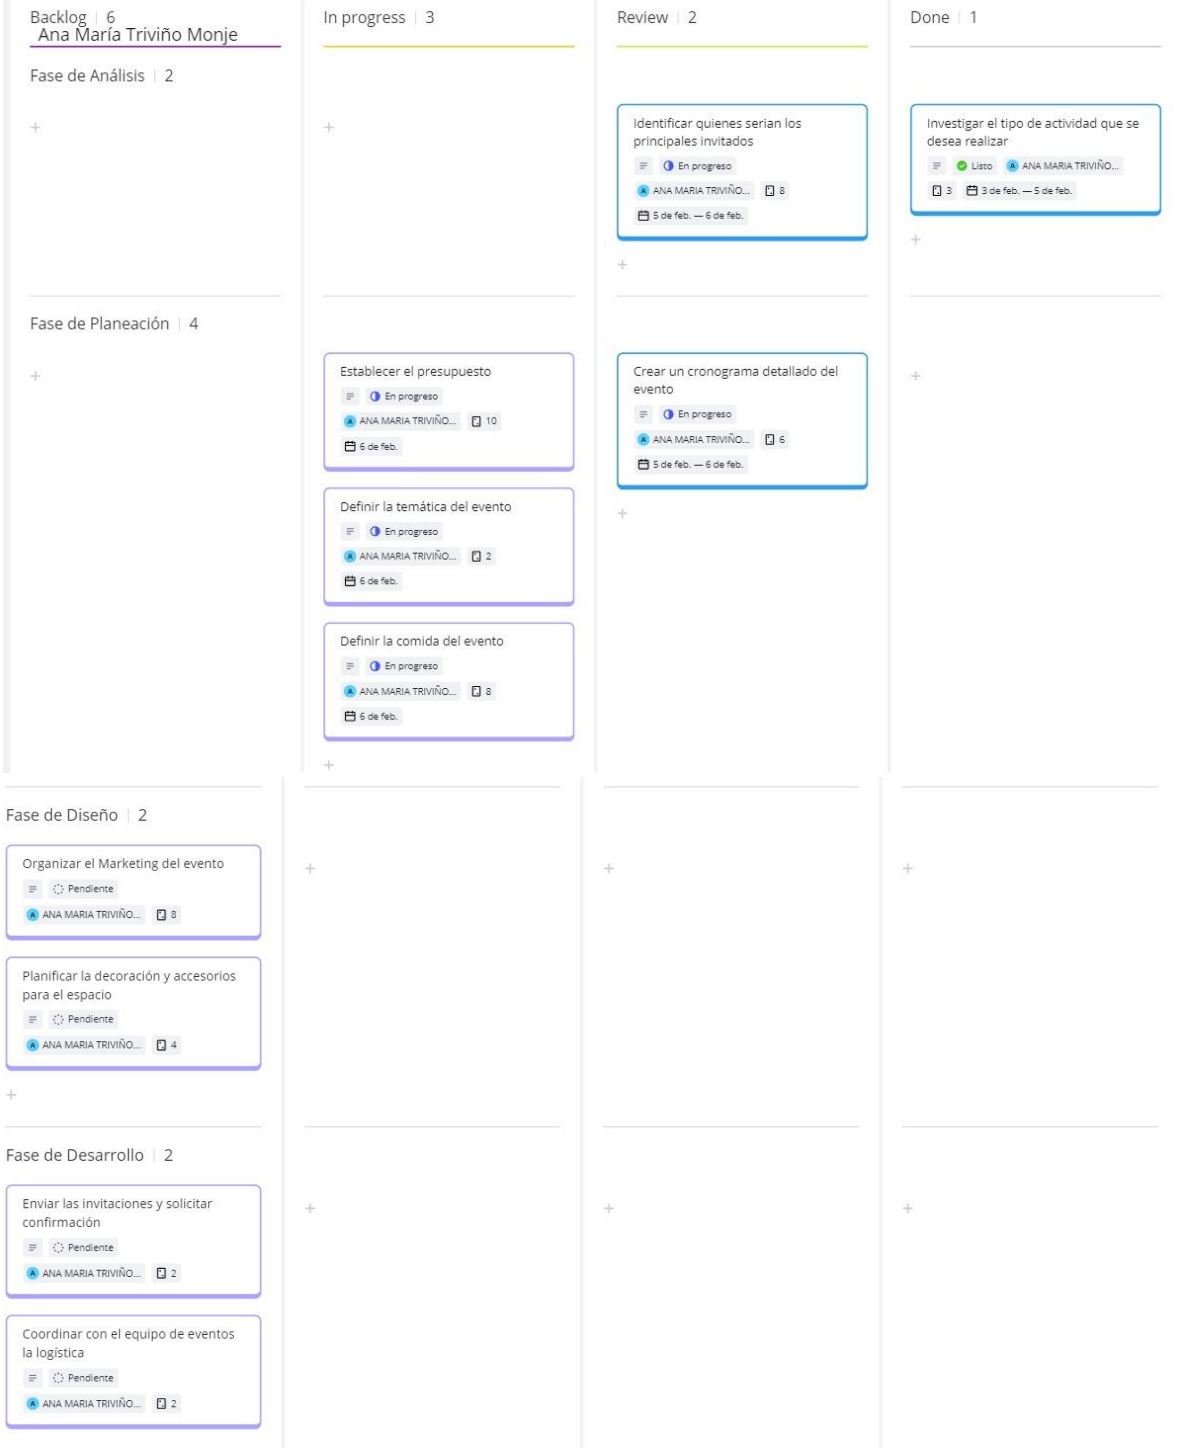 Backlog | 6
Ana María Triviño Monje
In progress | 3
Review | 2
Done | 1
Fase de Análisis | 2
Identificar quienes serian los
principales invitados
En progreso
A ANA MARIA TRIVIÑO... 8
5 de feb. — 6 de feb.
Investigar el tipo de actividad que se
desea realizar
Listo A ANA MARIA TRIVIÑO...
3 3 de feb. — 5 de feb.
Fase de Planeación | 4
Establecer el presupuesto
En progreso
A ANA MARIA TRIVIÑO... 10
6 de feb.
Definir la temática del evento
En progreso
A ANA MARIA TRIVIÑO... 2
6 de feb.
Definir la comida del evento
En progreso
A ANA MARIA TRIVIÑO... 8
6 de feb.
Crear un cronograma detallado del
evento
En progreso
A ANA MARIA TRIVIÑO... 6
5 de feb. — 6 de feb.
Fase de Diseño | 2
Organizar el Marketing del evento
Pendiente
A ANA MARIA TRIVIÑO... 8
Planificar la decoración y accesorios
para el espacio
Pendiente
A ANA MARIA TRIVIÑO... 4
Fase de Desarrollo | 2
Enviar las invitaciones y solicitar
confirmación
Pendiente
A ANA MARIA TRIVIÑO... 2
Coordinar con el equipo de eventos
la logística
Pendiente
A ANA MARIA TRIVIÑO... 2